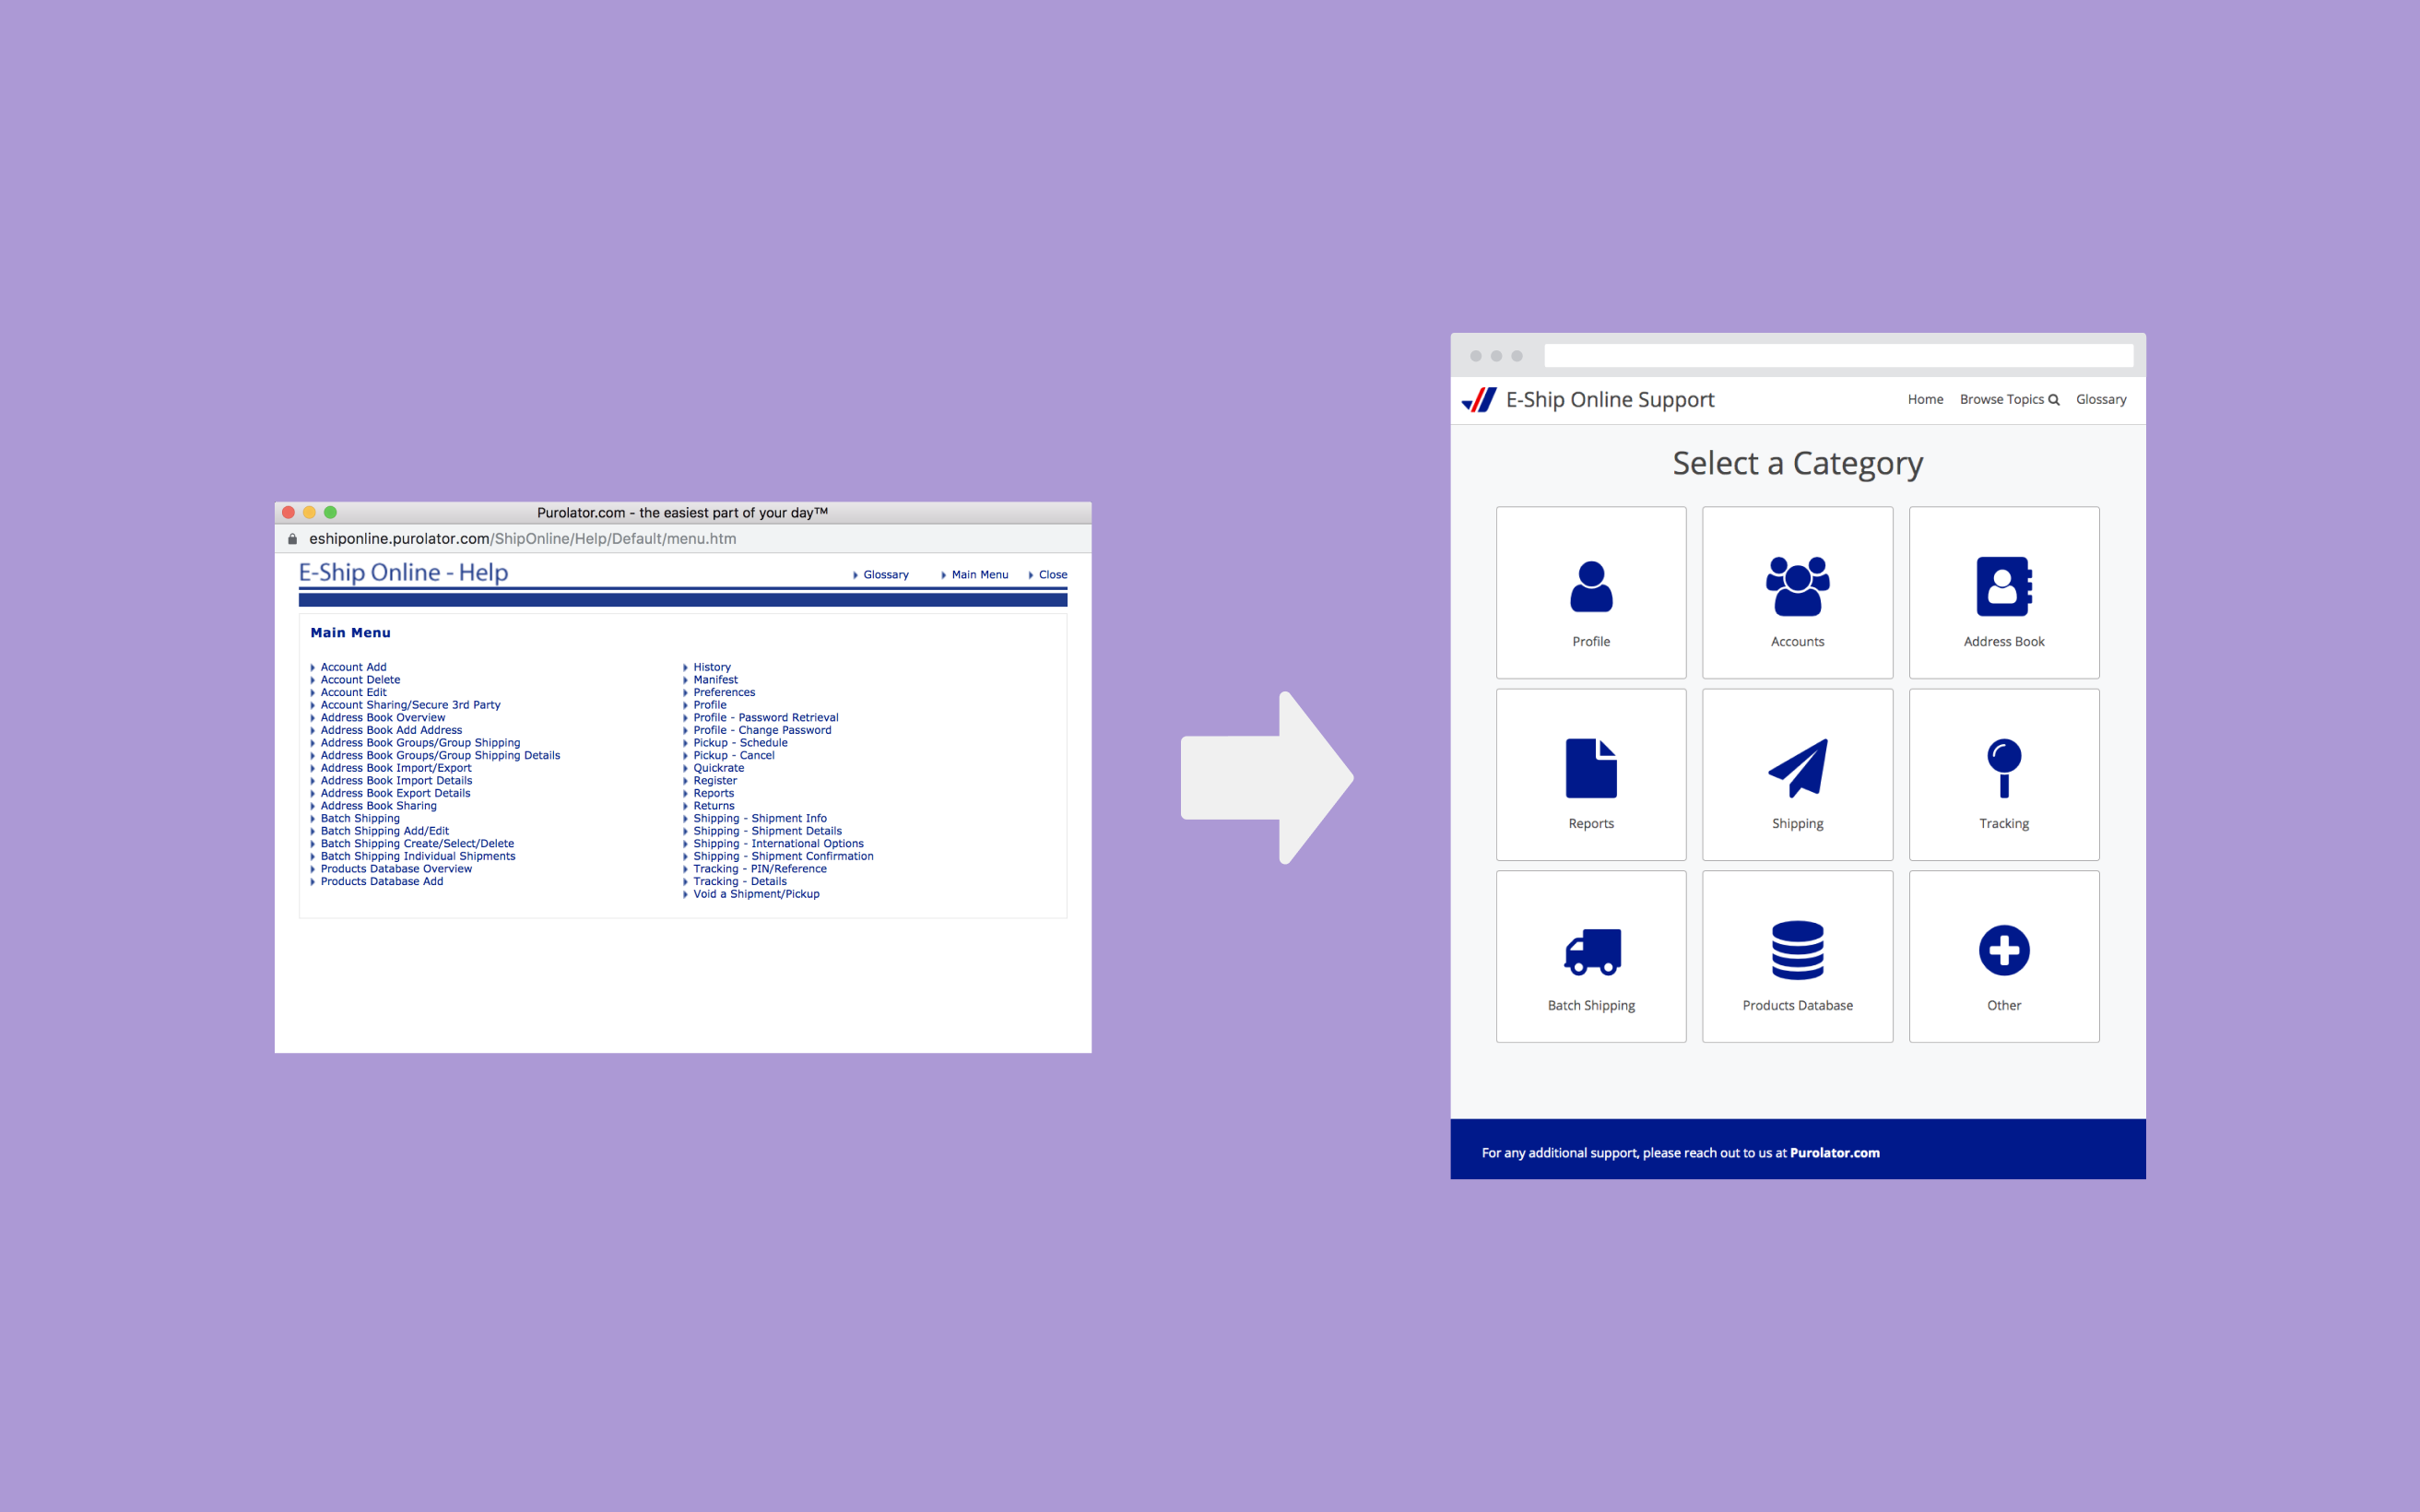 Purolator.com - the easiest part of your day™
eshiponline.purolator.com/ShipOnline/Help/Default/menu.htm
E-Ship Online - Help
Glossary
Main Menu
Close
Main Menu
Account Add
Account Delete
Account Edit
Account Sharing/Secure 3rd Party
Address Book Overview
Address Book Add Address
Address Book Groups/Group Shipping
Address Book Groups/Group Shipping Details
Address Book Import/Export
Address Book Import Details
Address Book Export Details
Address Book Sharing
Batch Shipping
Batch Shipping Add/Edit
Batch Shipping Create/Select/Delete
Batch Shipping Individual Shipments
Products Database Overview
Products Database Add
History
Manifest
Preferences
Profile
Profile - Password Retrieval
Profile - Change Password
Pickup - Schedule
Pickup - Cancel
Quickrate
Register
Reports
Returns
Shipping - Shipment Info
Shipping - Shipment Details
Shipping - International Options
Shipping - Shipment Confirmation
Tracking - PIN/Reference
Tracking - Details
Void a Shipment/Pickup
E-Ship Online Support
Home
Browse Topics
Glossary
Select a Category
Profile
Accounts
Address Book
Reports
Shipping
Tracking
Batch Shipping
Products Database
Other
For any additional support, please reach out to us at Purolator.com